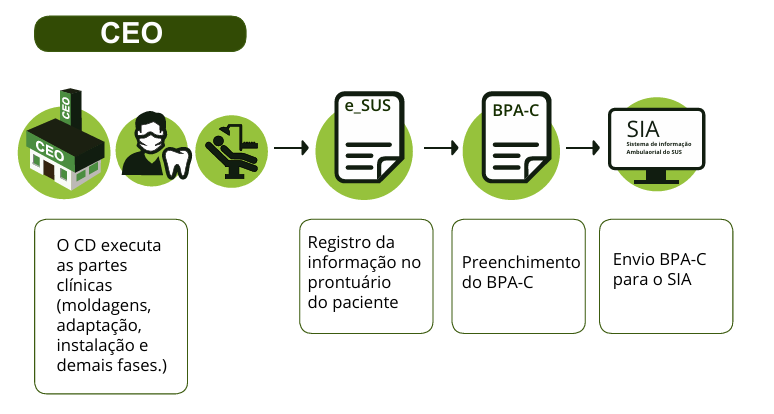 CEO
CEO
CEO
e_SUS
BPA-C
SIA
Sistema de informação
Ambulaorial do SUS
O CD executa
as partes
clínicas
(moldagens,
adaptação,
instalação e
demais fases.)
Registro da
informação no
prontuário
do paciente
Preenchimento
do BPA-C
Envio BPA-C
para o SIA